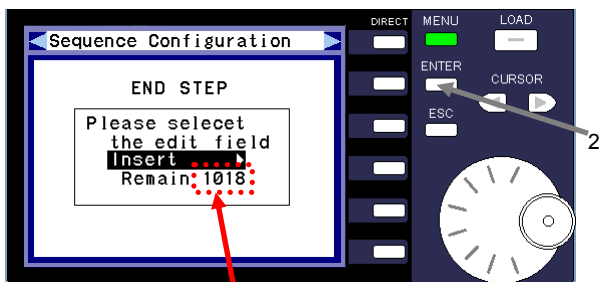 Sequence Configuration
END STEP
Please selecet
the edit field
Insert
Remain 1018
DIRECT
MENU
LOAD
ENTER
CURSOR
ESC
2